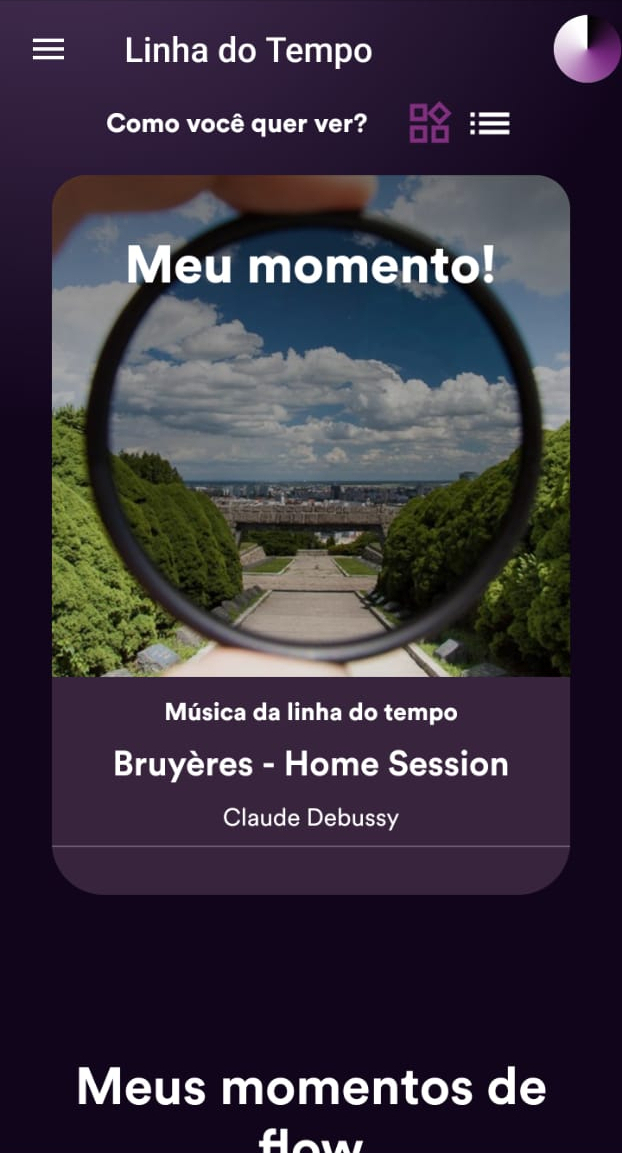 Linha do Tempo
Como você quer ver?
Meu momento!
Música da linha do tempo
Bruyères - Home Session
Claude Debussy
Meus momentos de
flow